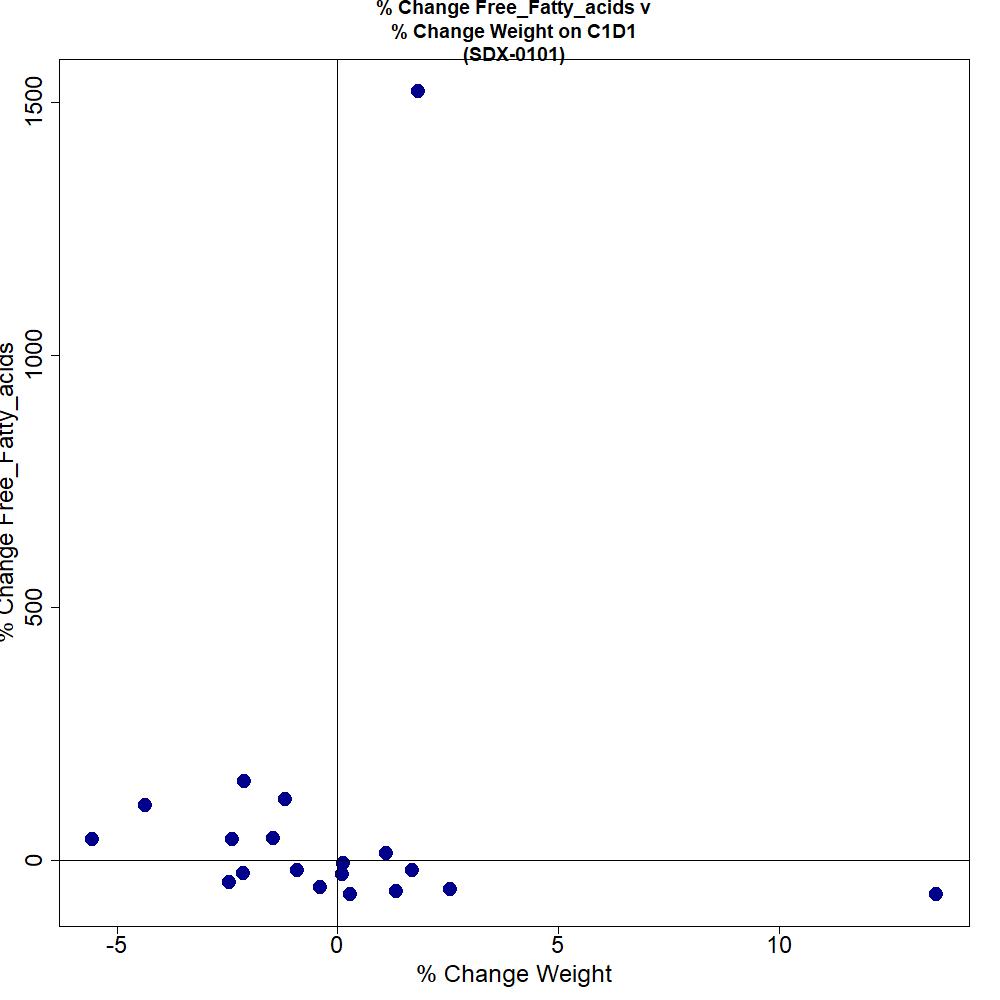 % Change Free_Fatty_acids v
% Change Weight on C1D1
(SDX-0101)
% Change Free_Fatty_acids
1500
1000
500
0
-5 0 5 10
% Change Weight